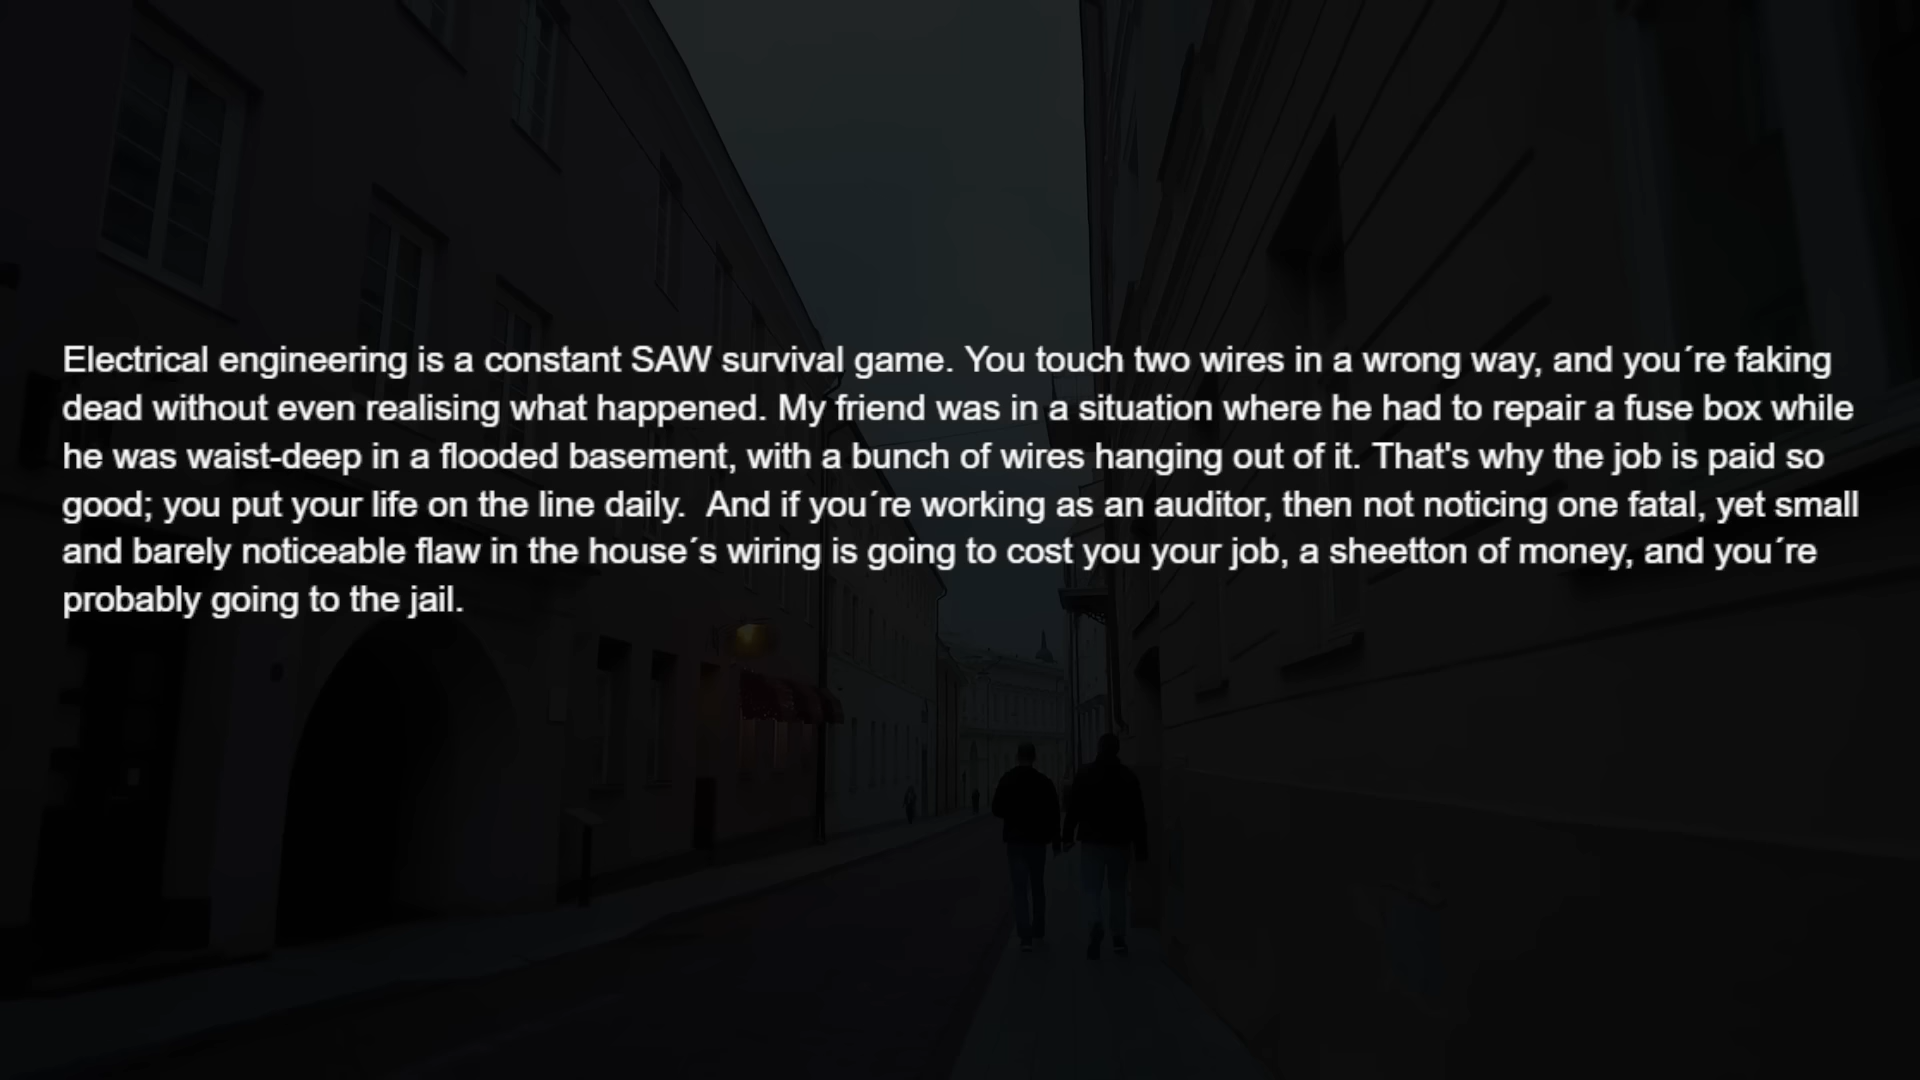 Electrical engineering is a constant SAW survival game. You touch two wires in a wrong way, and you´re faking
dead without even realising what happened. My friend was in a situation where he had to repair a fuse box while
he was waist-deep in a flooded basement, with a bunch of wires hanging out of it. That's why the job is paid so
good; you put your life on the line daily.  And if you´re working as an auditor, then not noticing one fatal, yet small
and barely noticeable flaw in the house´s wiring is going to cost you your job, a sheetton of money, and you´re
probably going to the jail.